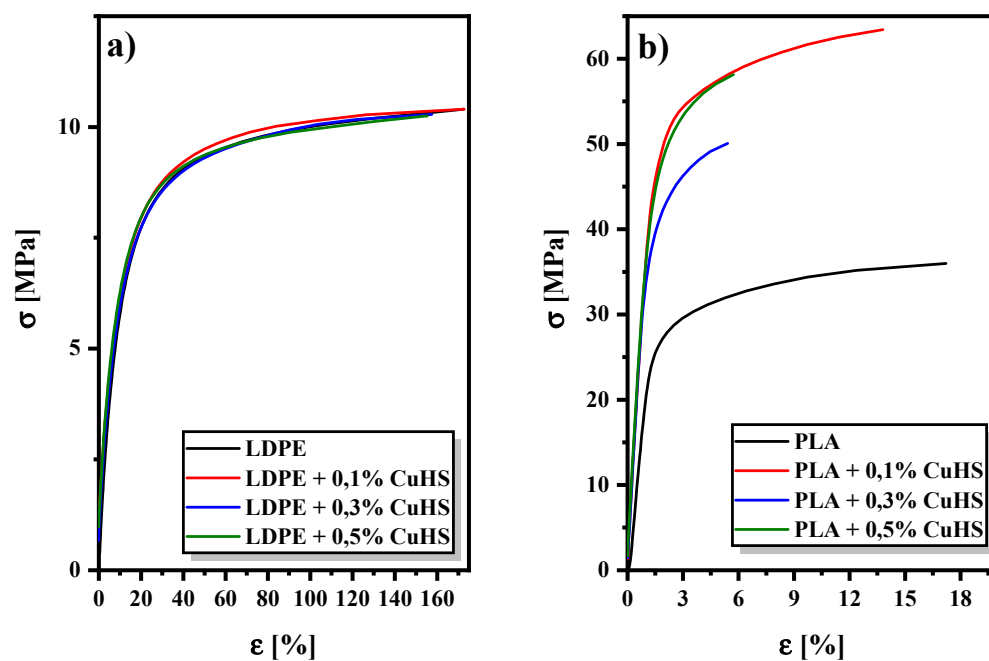 a)
σ [MPa]
10
5
0
0 20 40 60 80 100 120 140 160
ε [%]
LDPE
LDPE + 0,1% CuHS
LDPE + 0,3% CuHS
LDPE + 0,5% CuHS
b)
σ [MPa]
60
50
40
30
20
10
0
0 3 6 9 12 15 18
ε [%]
PLA
PLA + 0,1% CuHS
PLA + 0,3% CuHS
PLA + 0,5% CuHS